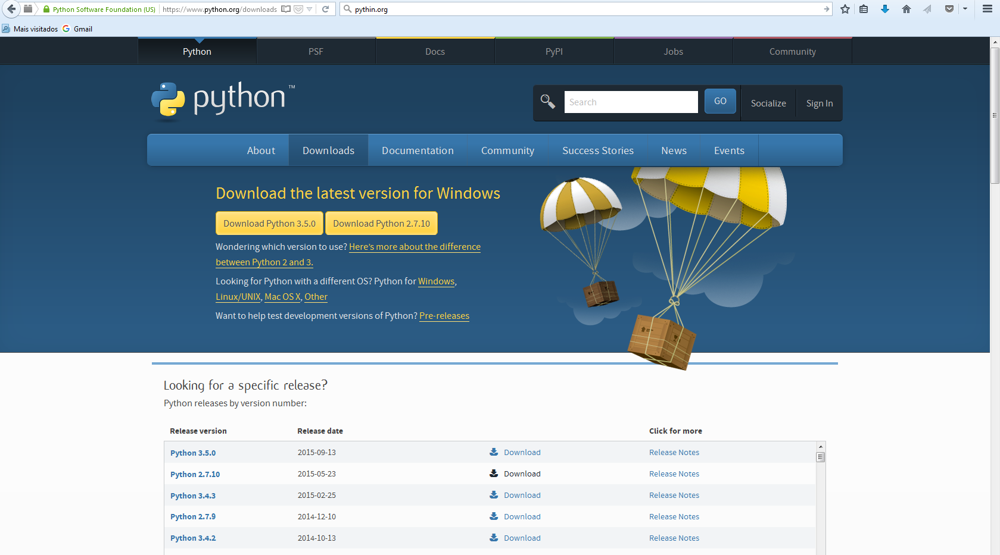 Python Software Foundation (US) https://www.python.org/downloads pythin.org
Mais visitados Gmail
Python PSF Docs PyPI Jobs Community
python™
Search GO Socialize Sign In
About Downloads Documentation Community Success Stories News Events
Download the latest version for Windows
Download Python 3.5.0 Download Python 2.7.10
Wondering which version to use? Here's more about the difference
between Python 2 and 3.
Looking for Python with a different OS? Python for Windows,
Linux/UNIX, Mac OS X, Other
Want to help test development versions of Python? Pre-releases
Looking for a specific release?
Python releases by version number:
Release version Release date Click for more
Python 3.5.0 2015-09-13 Download Release Notes
Python 2.7.10 2015-05-23 Download Release Notes
Python 3.4.3 2015-02-25 Download Release Notes
Python 2.7.9 2014-12-10 Download Release Notes
Python 3.4.2 2014-10-13 Download Release Notes